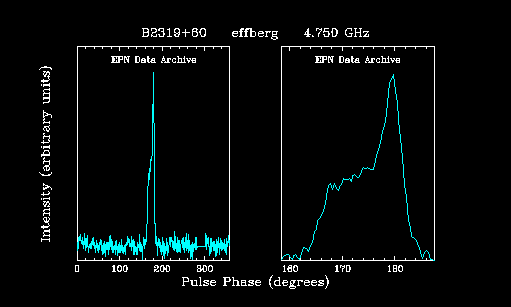 B2319+60 effberg 4.750 GHz
EPN Data Archive EPN Data Archive
Intensity (arbitrary units)
0 100 200 300 160 170 180
Pulse Phase (degrees)